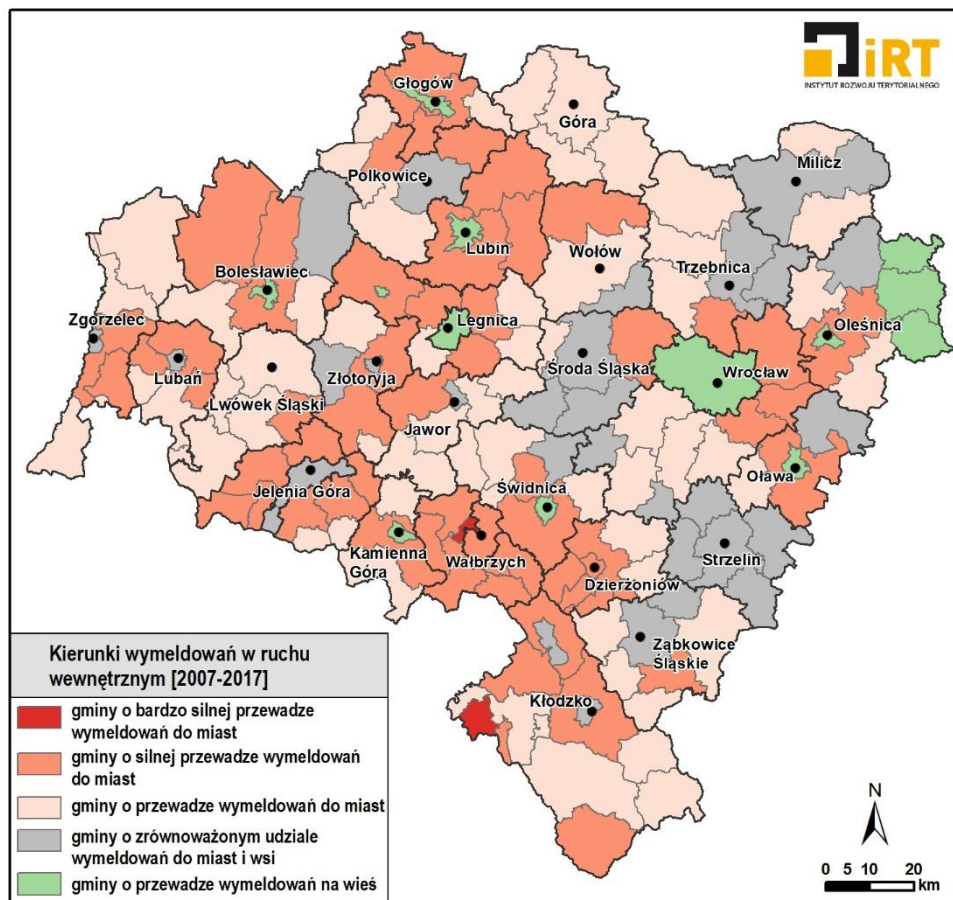 iRT
INSTYTUT ROZWOJU TERYTORIALNEGO
Głogów
Góra
Milicz
Polkowice
Lubin
Wołów
Trzebnica
Bolesławiec
Zgorzelec
Legnica
Oleśnica
Lubań
Złotoryja
Środa Śląska
Wrocław
Lwówek Śląski
Jawor
Jelenia Góra
Świdnica
Oława
Kamienna
Góra
Wałbrzych
Dzierżoniów
Strzelin
Ząbkowice
Śląskie
Kłodzko
Kierunki wymeldowań w ruchu
wewnętrznym [2007-2017]
gminy o bardzo silnej przewadze
wymeldowań do miast
gminy o silnej przewadze wymeldowań
do miast
gminy o przewadze wymeldowań do miast
gminy o zrównoważonym udziale
wymeldowań do miast i wsi
gminy o przewadze wymeldowań na wieś
N
0 5 10 20
km